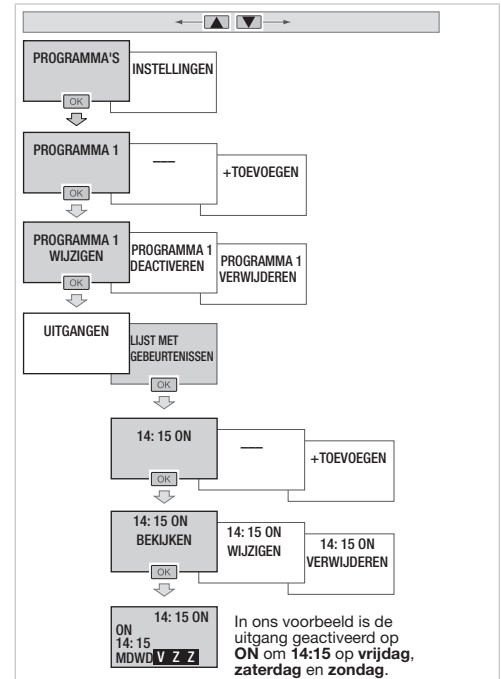 PROGRAMMA'S
INSTELLINGEN
OK
PROGRAMMA 1
___
+TOEVOEGEN
OK
PROGRAMMA 1
WIJZIGEN
PROGRAMMA 1
DEACTIVEREN
PROGRAMMA 1
VERWIJDEREN
OK
UITGANGEN
LIJST MET
GEBEURTENISSEN
OK
14: 15 ON
___
+TOEVOEGEN
OK
14: 15 ON
BEKIJKEN
14: 15 ON
WIJZIGEN
14: 15 ON
VERWIJDEREN
OK
14: 15 ON
ON
14: 15
MDWD V Z Z
In ons voorbeeld is de
uitgang geactiveerd op
ON om 14:15 op vrijdag,
zaterdag en zondag.